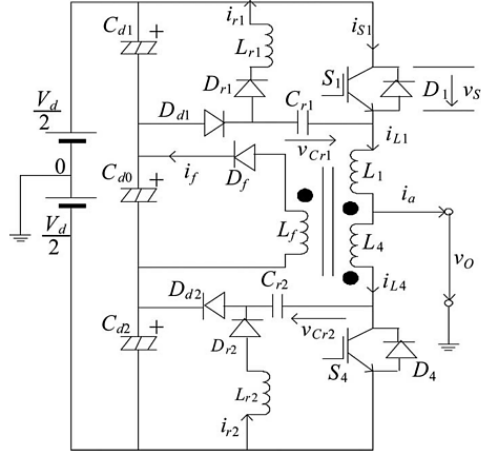 i_{r1}
C_{d1} +
i_{S1}
L_{r1}
D_{r1}
S_1
D_1
v_S
V_d
2
D_{d1}
C_{r1}
v_{Cr1}
i_{L1}
0
C_{d0} +
i_f
D_f
L_1
i_a
V_d
2
L_f
L_4
v_O
D_{d2}
C_{r2}
i_{L4}
C_{d2} +
D_{r2}
v_{Cr2}
S_4
D_4
L_{r2}
i_{r2}